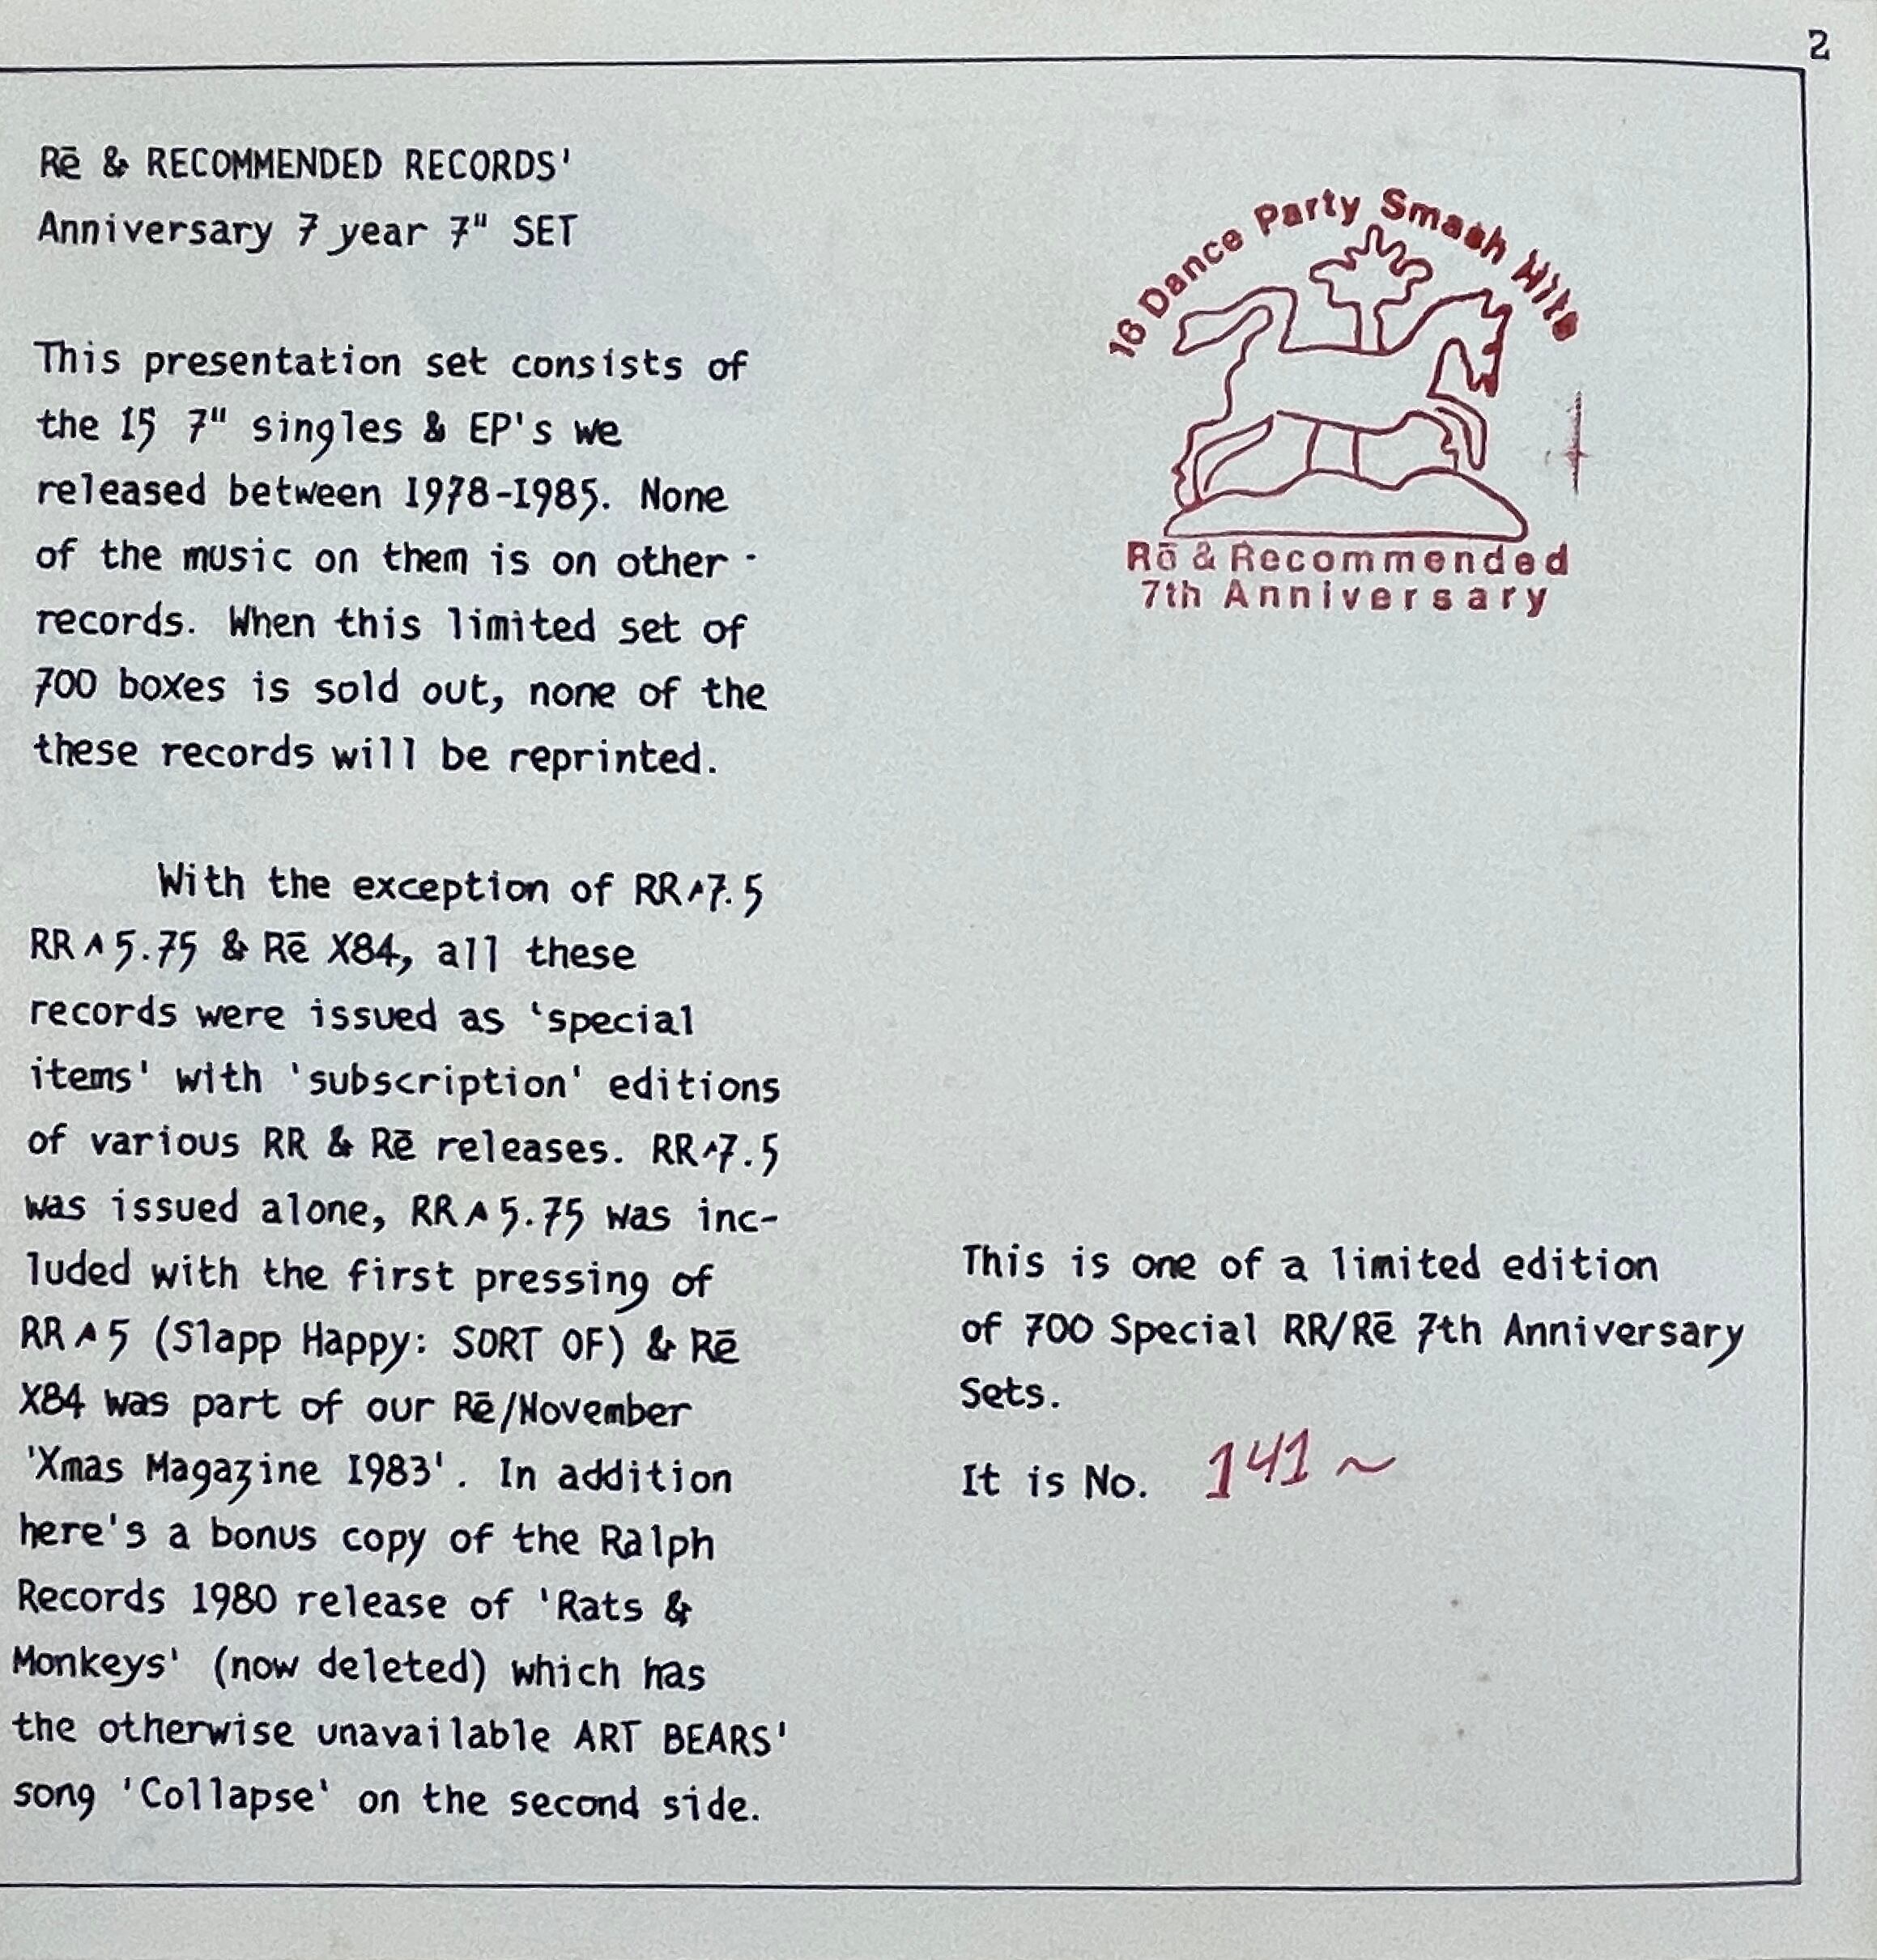 2
Rē & RECOMMENDED RECORDS'
Anniversary 7 year 7" SET
This presentation set consists of
the 15 7" singles & EP's we
released between 1978-1985. None
of the music on them is on other -
records. When this limited set of
700 boxes is sold out, none of the
these records will be reprinted.
With the exception of RR^7.5
RR^5.75 & Rē X84, all these
records were issued as 'special
items' with 'subscription' editions
of various RR & Rē releases. RR^7.5
was issued alone, RR^5.75 was inc-
luded with the first pressing of
RR^5 (Slapp Happy: SORT OF) & Rē
X84 was part of our Rē/November
'Xmas Magazine 1983'. In addition
here's a bonus copy of the Ralph
Records 1980 release of 'Rats &
Monkeys' (now deleted) which has
the otherwise unavailable ART BEARS'
song 'Collapse' on the second side.
16 Dance Party Smash Hits
Rē & Recommended
7th Anniversary
This is one of a limited edition
of 700 Special RR/Rē 7th Anniversary
Sets.
It is No. 141 ~